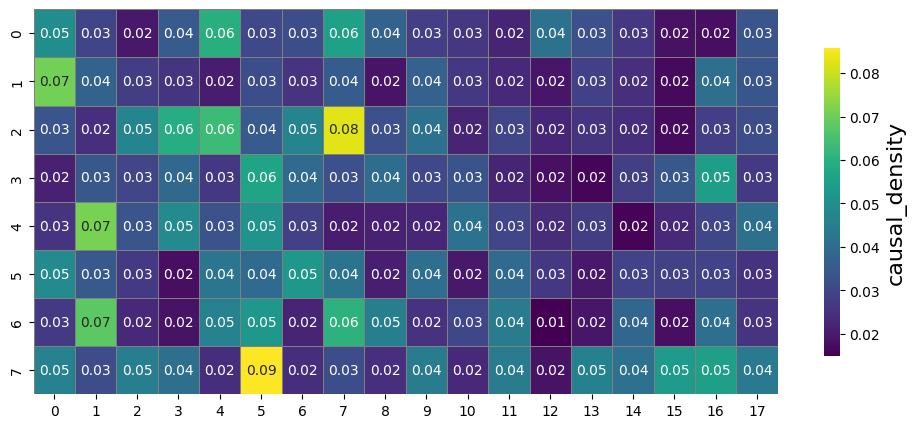 0 0.05 0.03 0.02 0.04 0.06 0.03 0.03 0.06 0.04 0.03 0.03 0.02 0.04 0.03 0.03 0.02 0.02 0.03
1 0.07 0.04 0.03 0.03 0.02 0.03 0.03 0.04 0.02 0.04 0.03 0.02 0.02 0.03 0.02 0.02 0.04 0.03
2 0.03 0.02 0.05 0.06 0.06 0.04 0.05 0.08 0.03 0.04 0.02 0.03 0.02 0.03 0.02 0.02 0.03 0.03
3 0.02 0.03 0.03 0.04 0.03 0.06 0.04 0.03 0.04 0.03 0.03 0.02 0.02 0.02 0.03 0.03 0.05 0.03
4 0.03 0.07 0.03 0.05 0.03 0.05 0.03 0.02 0.02 0.02 0.04 0.03 0.02 0.03 0.02 0.02 0.03 0.04
5 0.05 0.03 0.03 0.02 0.04 0.04 0.05 0.04 0.02 0.04 0.02 0.04 0.03 0.02 0.03 0.03 0.03 0.03
6 0.03 0.07 0.02 0.02 0.05 0.05 0.02 0.06 0.05 0.02 0.03 0.04 0.01 0.02 0.04 0.02 0.04 0.03
7 0.05 0.03 0.05 0.04 0.02 0.09 0.02 0.03 0.02 0.04 0.02 0.04 0.02 0.05 0.04 0.05 0.05 0.04
0 1 2 3 4 5 6 7 8 9 10 11 12 13 14 15 16 17
0.08
0.07
0.06
0.05
0.04
0.03
0.02
causal_density